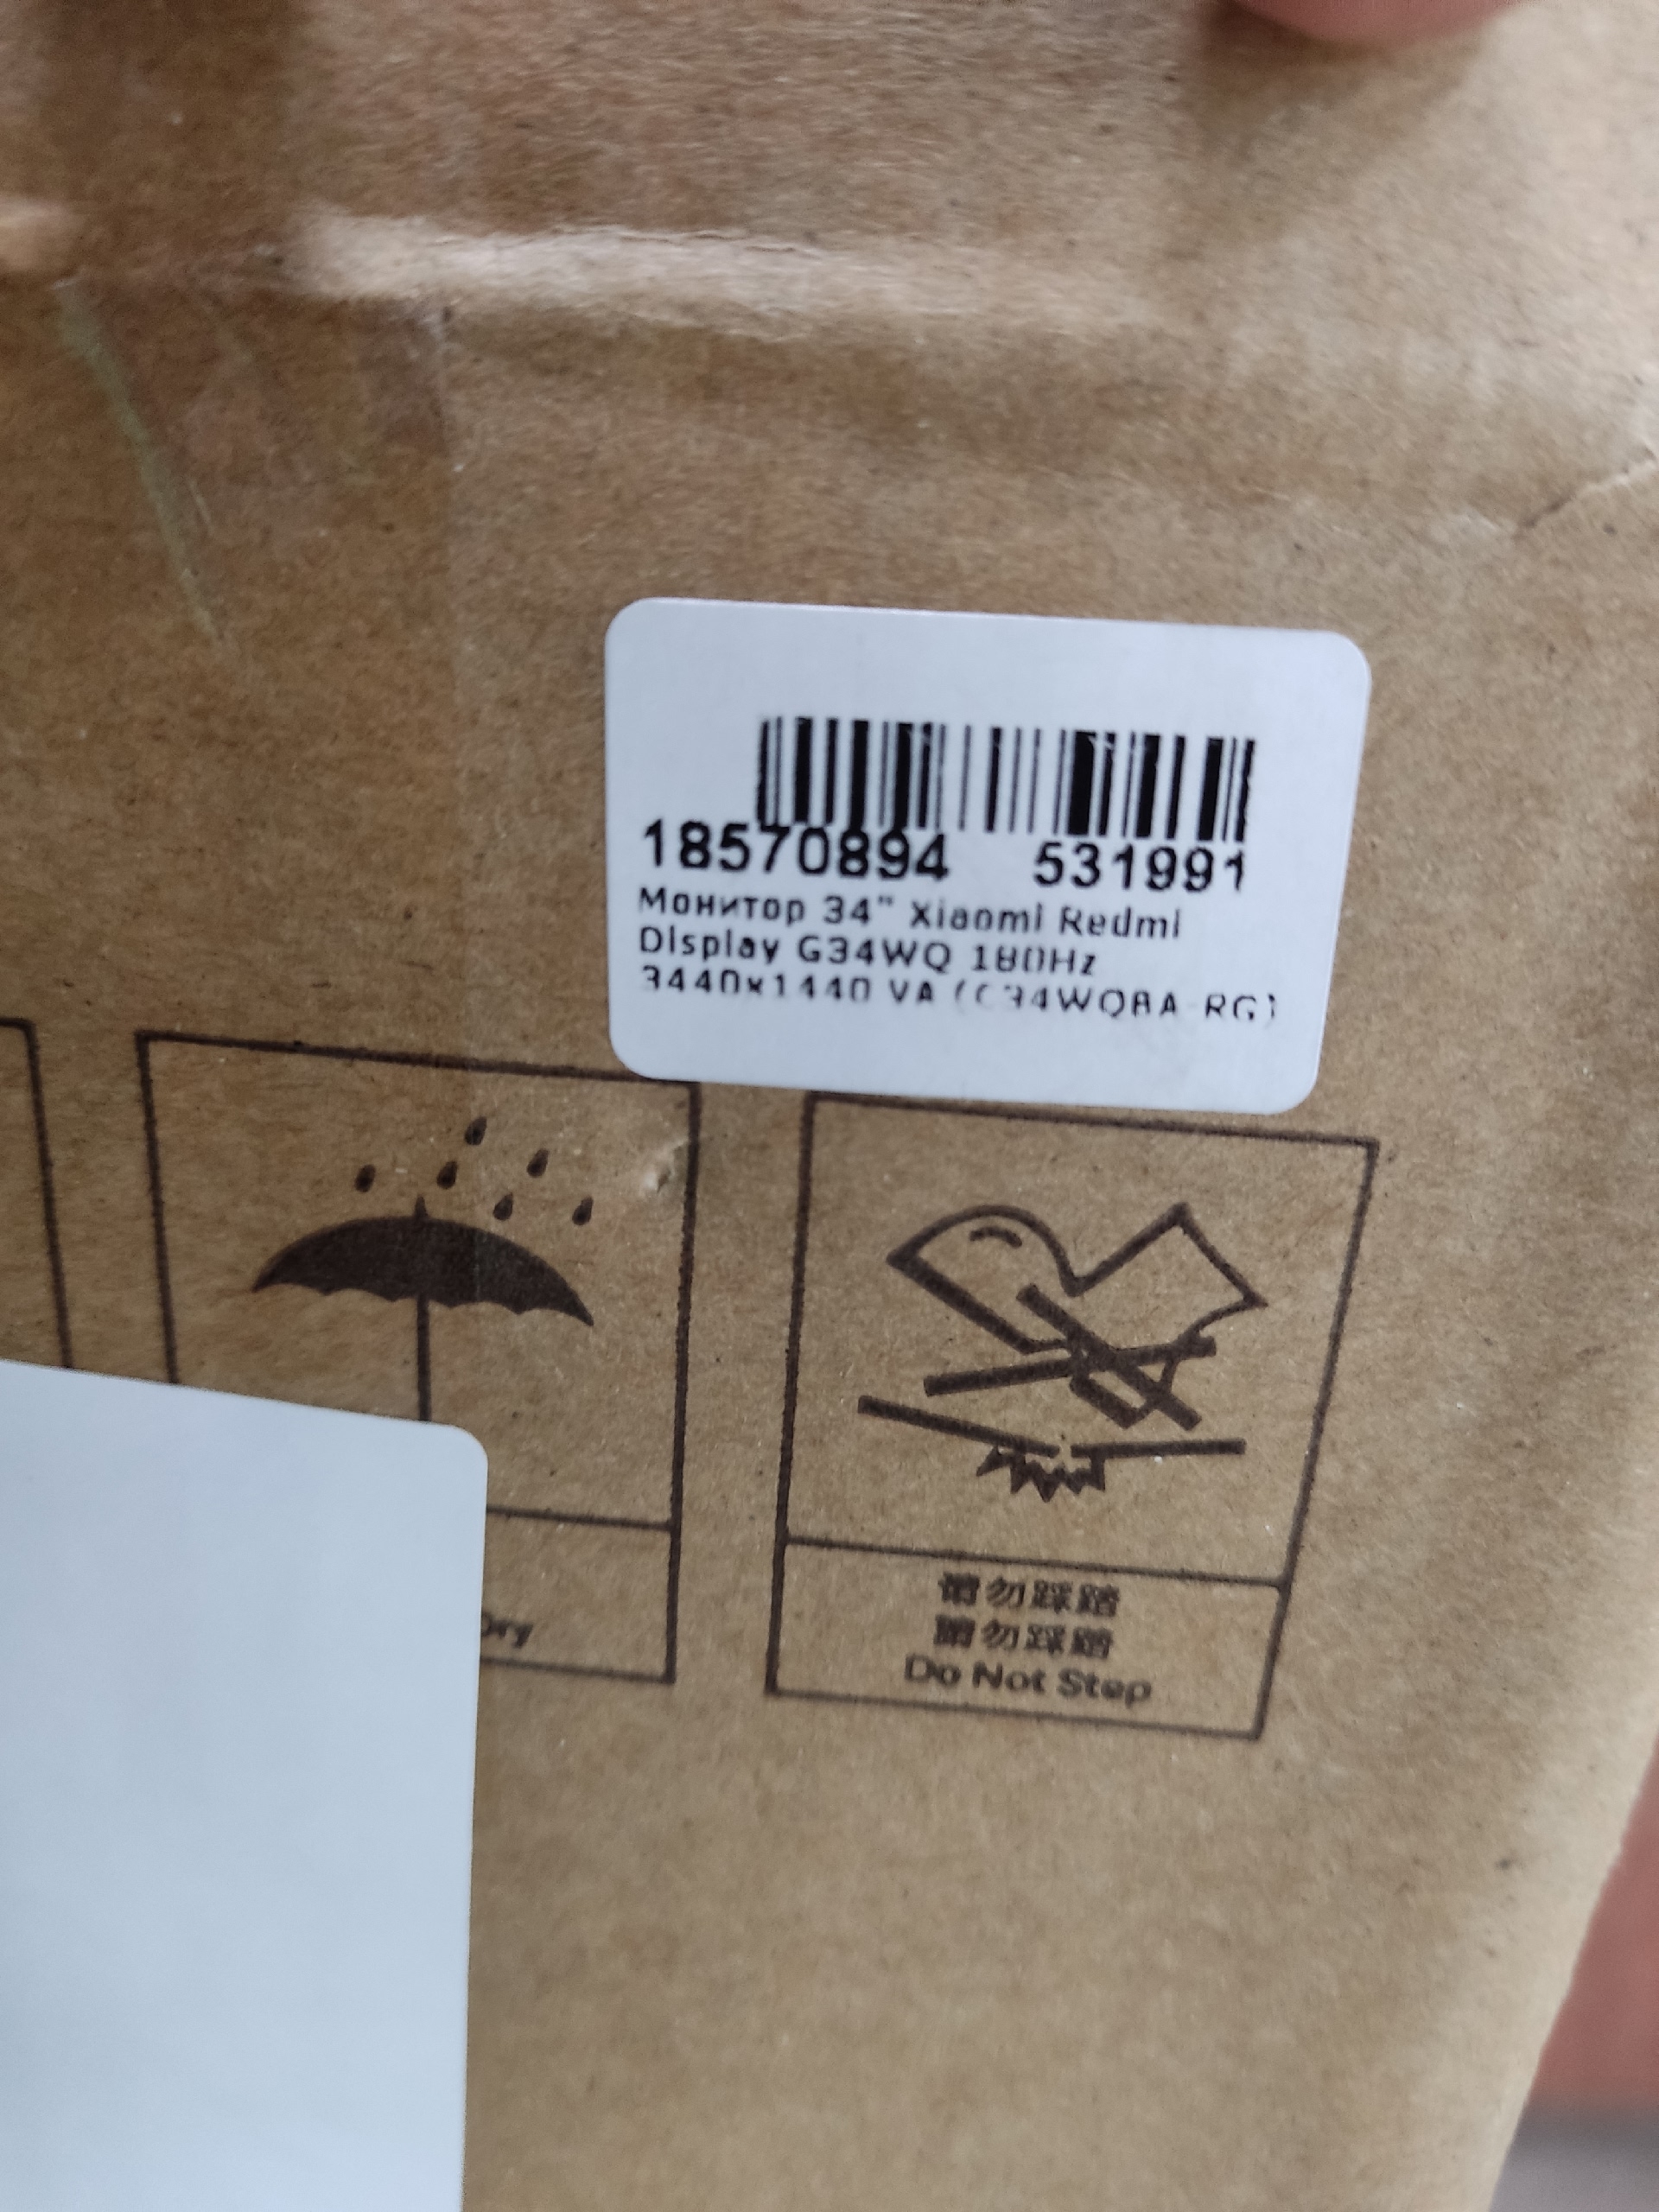 18570894 531991
Монитор 34" Xiaomi Redmi
Display G34WQ 180Hz
3440x1440 VA (C34WQBA-RG)
Dry
请勿踩踏
請勿踩踏
Do Not Step